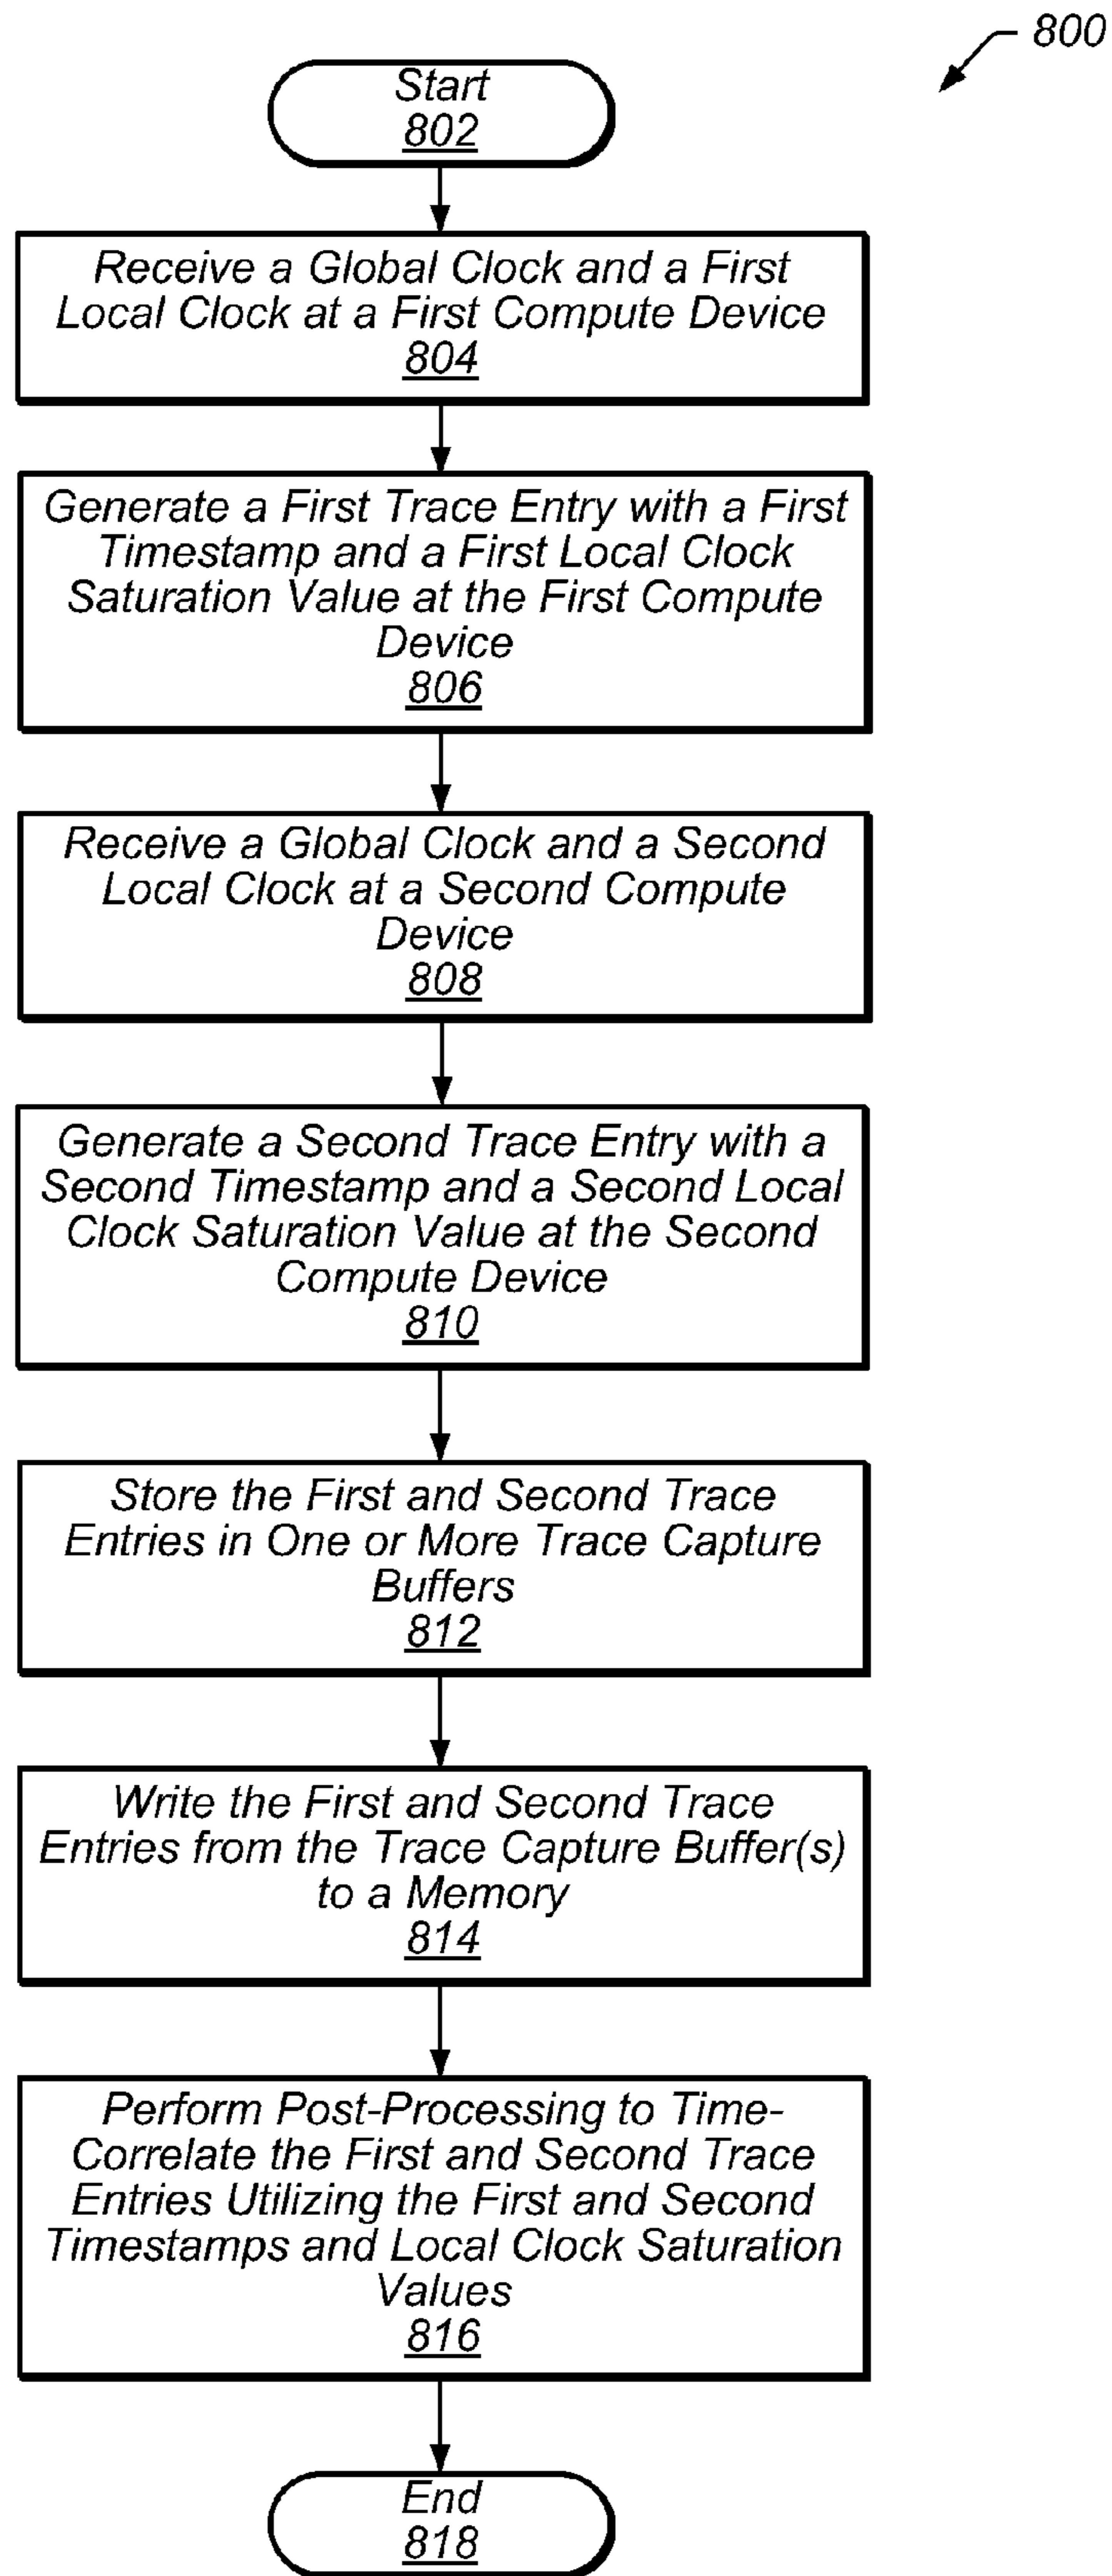 800
Start
802
Receive a Global Clock and a First
Local Clock at a First Compute Device
804
Generate a First Trace Entry with a First
Timestamp and a First Local Clock
Saturation Value at the First Compute
Device
806
Receive a Global Clock and a Second
Local Clock at a Second Compute
Device
808
Generate a Second Trace Entry with a
Second Timestamp and a Second Local
Clock Saturation Value at the Second
Compute Device
810
Store the First and Second Trace
Entries in One or More Trace Capture
Buffers
812
Write the First and Second Trace
Entries from the Trace Capture Buffer(s)
to a Memory
814
Perform Post-Processing to Time-
Correlate the First and Second Trace
Entries Utilizing the First and Second
Timestamps and Local Clock Saturation
Values
816
End
818